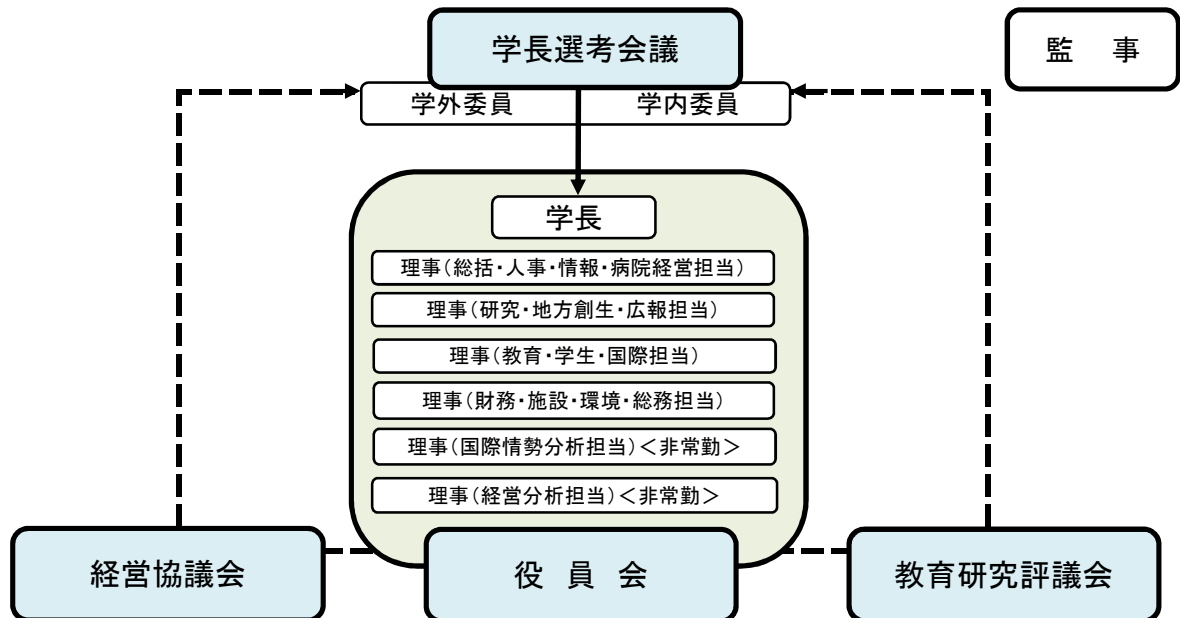 学長選考会議
監　事
学外委員
学内委員
学長
理事(総括・人事・情報・病院経営担当)
理事(研究・地方創生・広報担当)
理事(教育・学生・国際担当)
理事(財務・施設・環境・総務担当)
理事(国際情勢分析担当)＜非常勤＞
理事(経営分析担当)＜非常勤＞
経営協議会
役　員　会
教育研究評議会